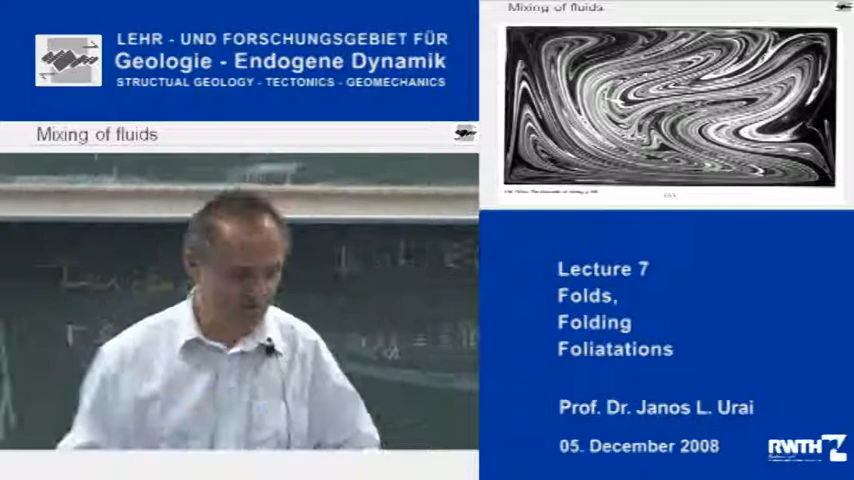 LEHR - UND FORSCHUNGSGEBIET FÜR
Geologie - Endogene Dynamik
STRUCTUAL GEOLOGY - TECTONICS - GEOMECHANICS
Mixing of fluids
Mixing of fluids
Lecture 7
Folds,
Folding
Foliatations
Prof. Dr. Janos L. Urai
05. December 2008
RWTH